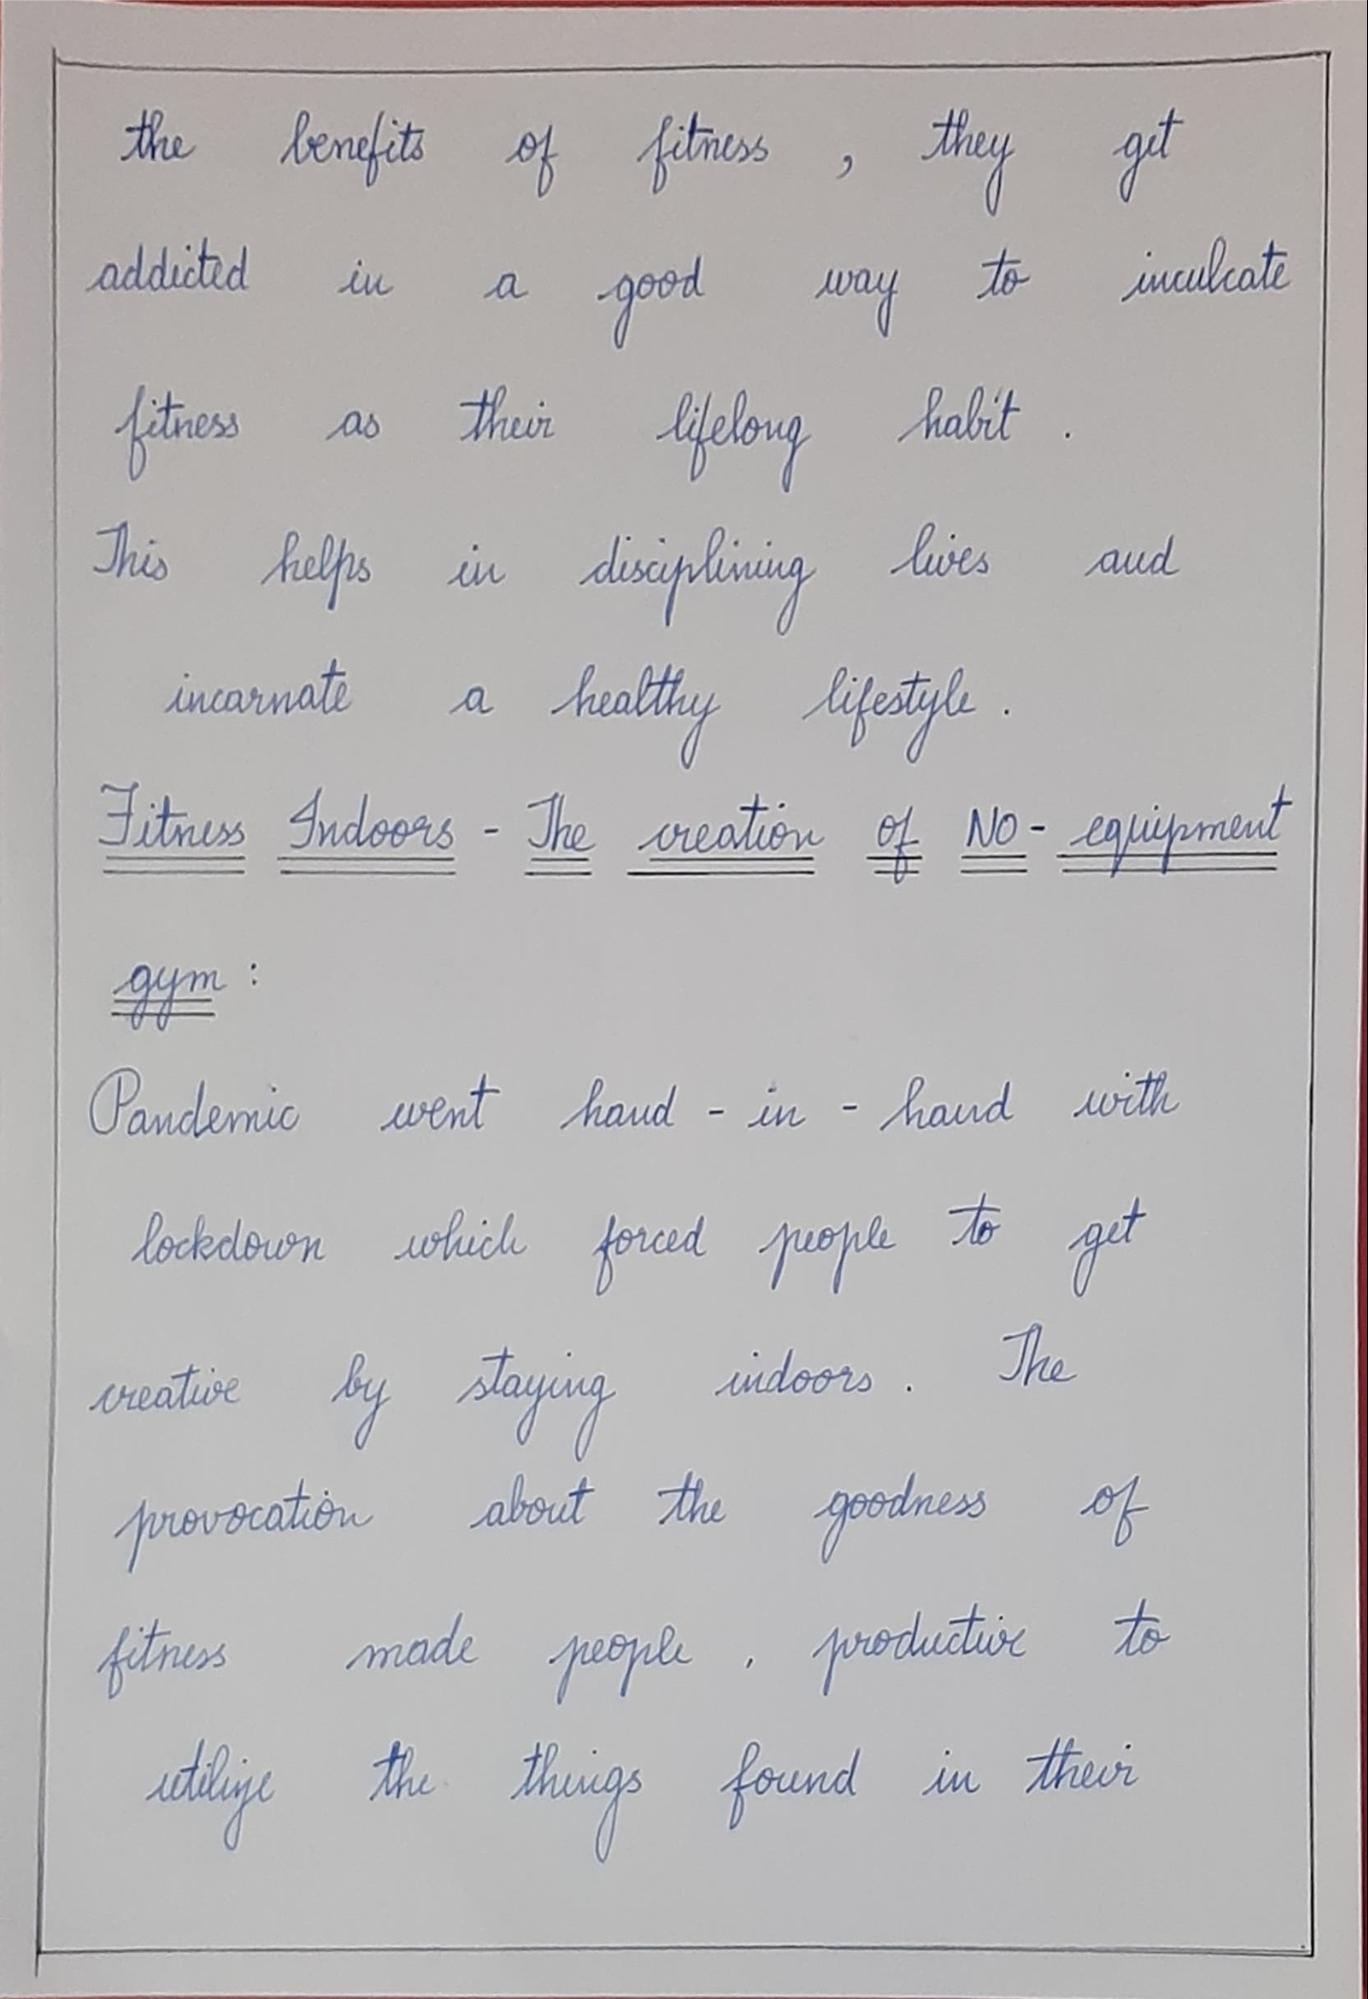 the benefits of fitness , they get
addicted in a good way to inculcate
fitness as their lifelong habit .
This helps in disciplining lives and
incarnate a healthy lifestyle .
Fitness Indoors - The creation of NO - equipment
gym :
Pandemic went hand - in - hand with
lockdown which forced people to get
creative by staying indoors . The
provocation about the goodness of
fitness made people , productive to
utilize the things found in their